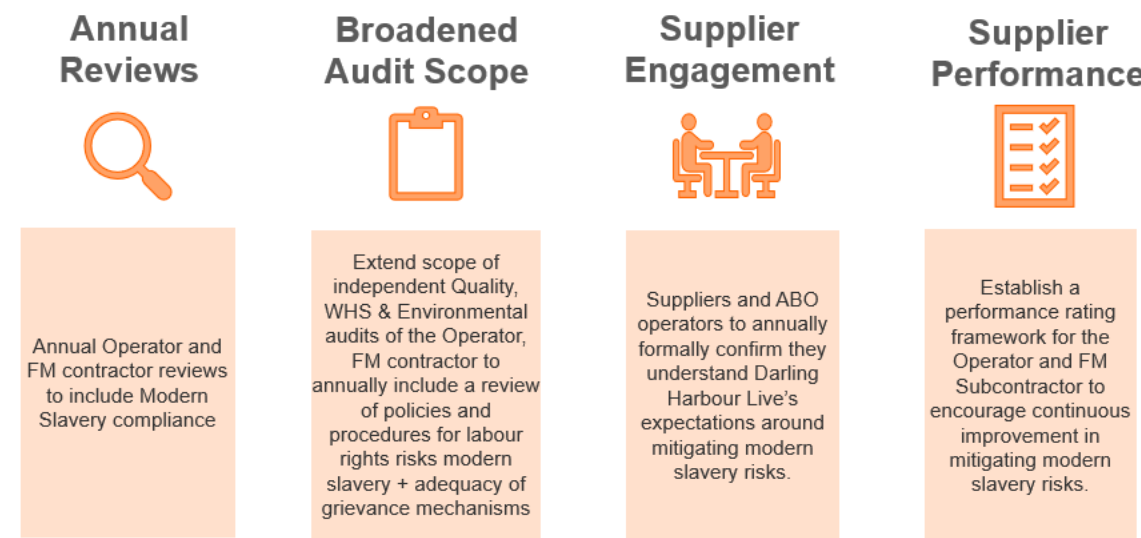 Annual
Reviews
Broadened
Audit Scope
Supplier
Engagement
Supplier
Performance
Annual Operator and
FM contractor reviews
to include Modern
Slavery compliance
Extend scope of
independent Quality,
WHS & Environmental
audits of the Operator,
FM contractor to
annually include a review
of policies and
procedures for labour
rights risks modern
slavery + adequacy of
grievance mechanisms
Suppliers and ABO
operators to annually
formally confirm they
understand Darling
Harbour Live’s
expectations around
mitigating modern
slavery risks.
Establish a
performance rating
framework for the
Operator and FM
Subcontractor to
encourage continuous
improvement in
mitigating modern
slavery risks.